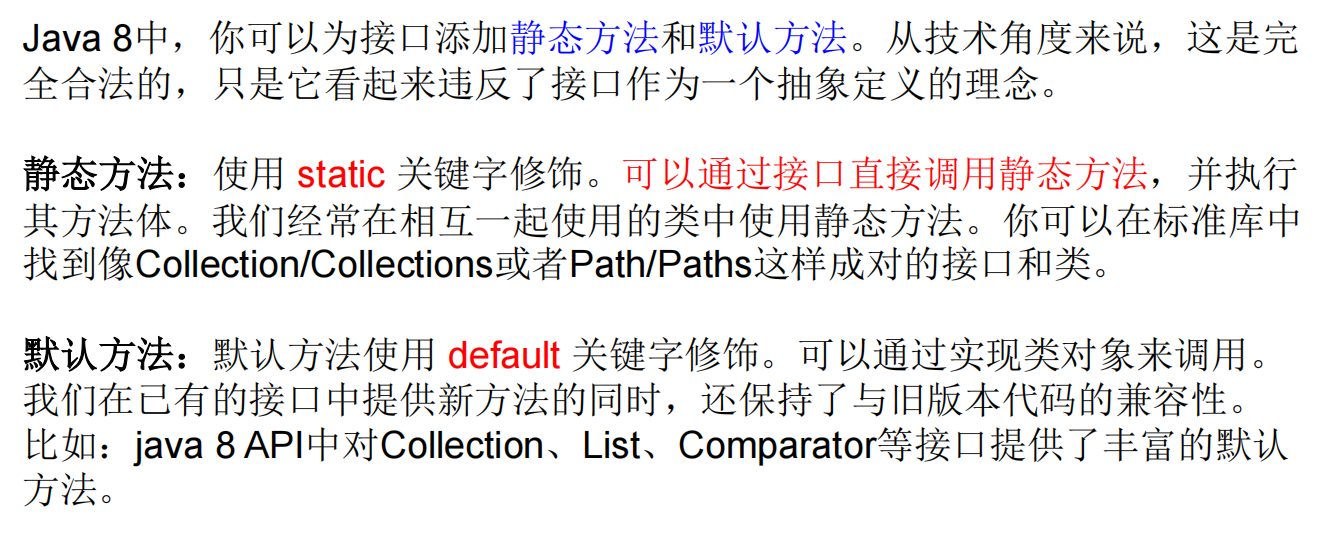 Java 8中，你可以为接口添加静态方法和默认方法。从技术角度来说，这是完
全合法的，只是它看起来违反了接口作为一个抽象定义的理念。
静态方法：使用 static 关键字修饰。可以通过接口直接调用静态方法，并执行
其方法体。我们经常在相互一起使用的类中使用静态方法。你可以在标准库中
找到像Collection/Collections或者Path/Paths这样成对的接口和类。
默认方法：默认方法使用 default 关键字修饰。可以通过实现类对象来调用。
我们在已有的接口中提供新方法的同时，还保持了与旧版本代码的兼容性。
比如：java 8 API中对Collection、List、Comparator等接口提供了丰富的默认
方法。